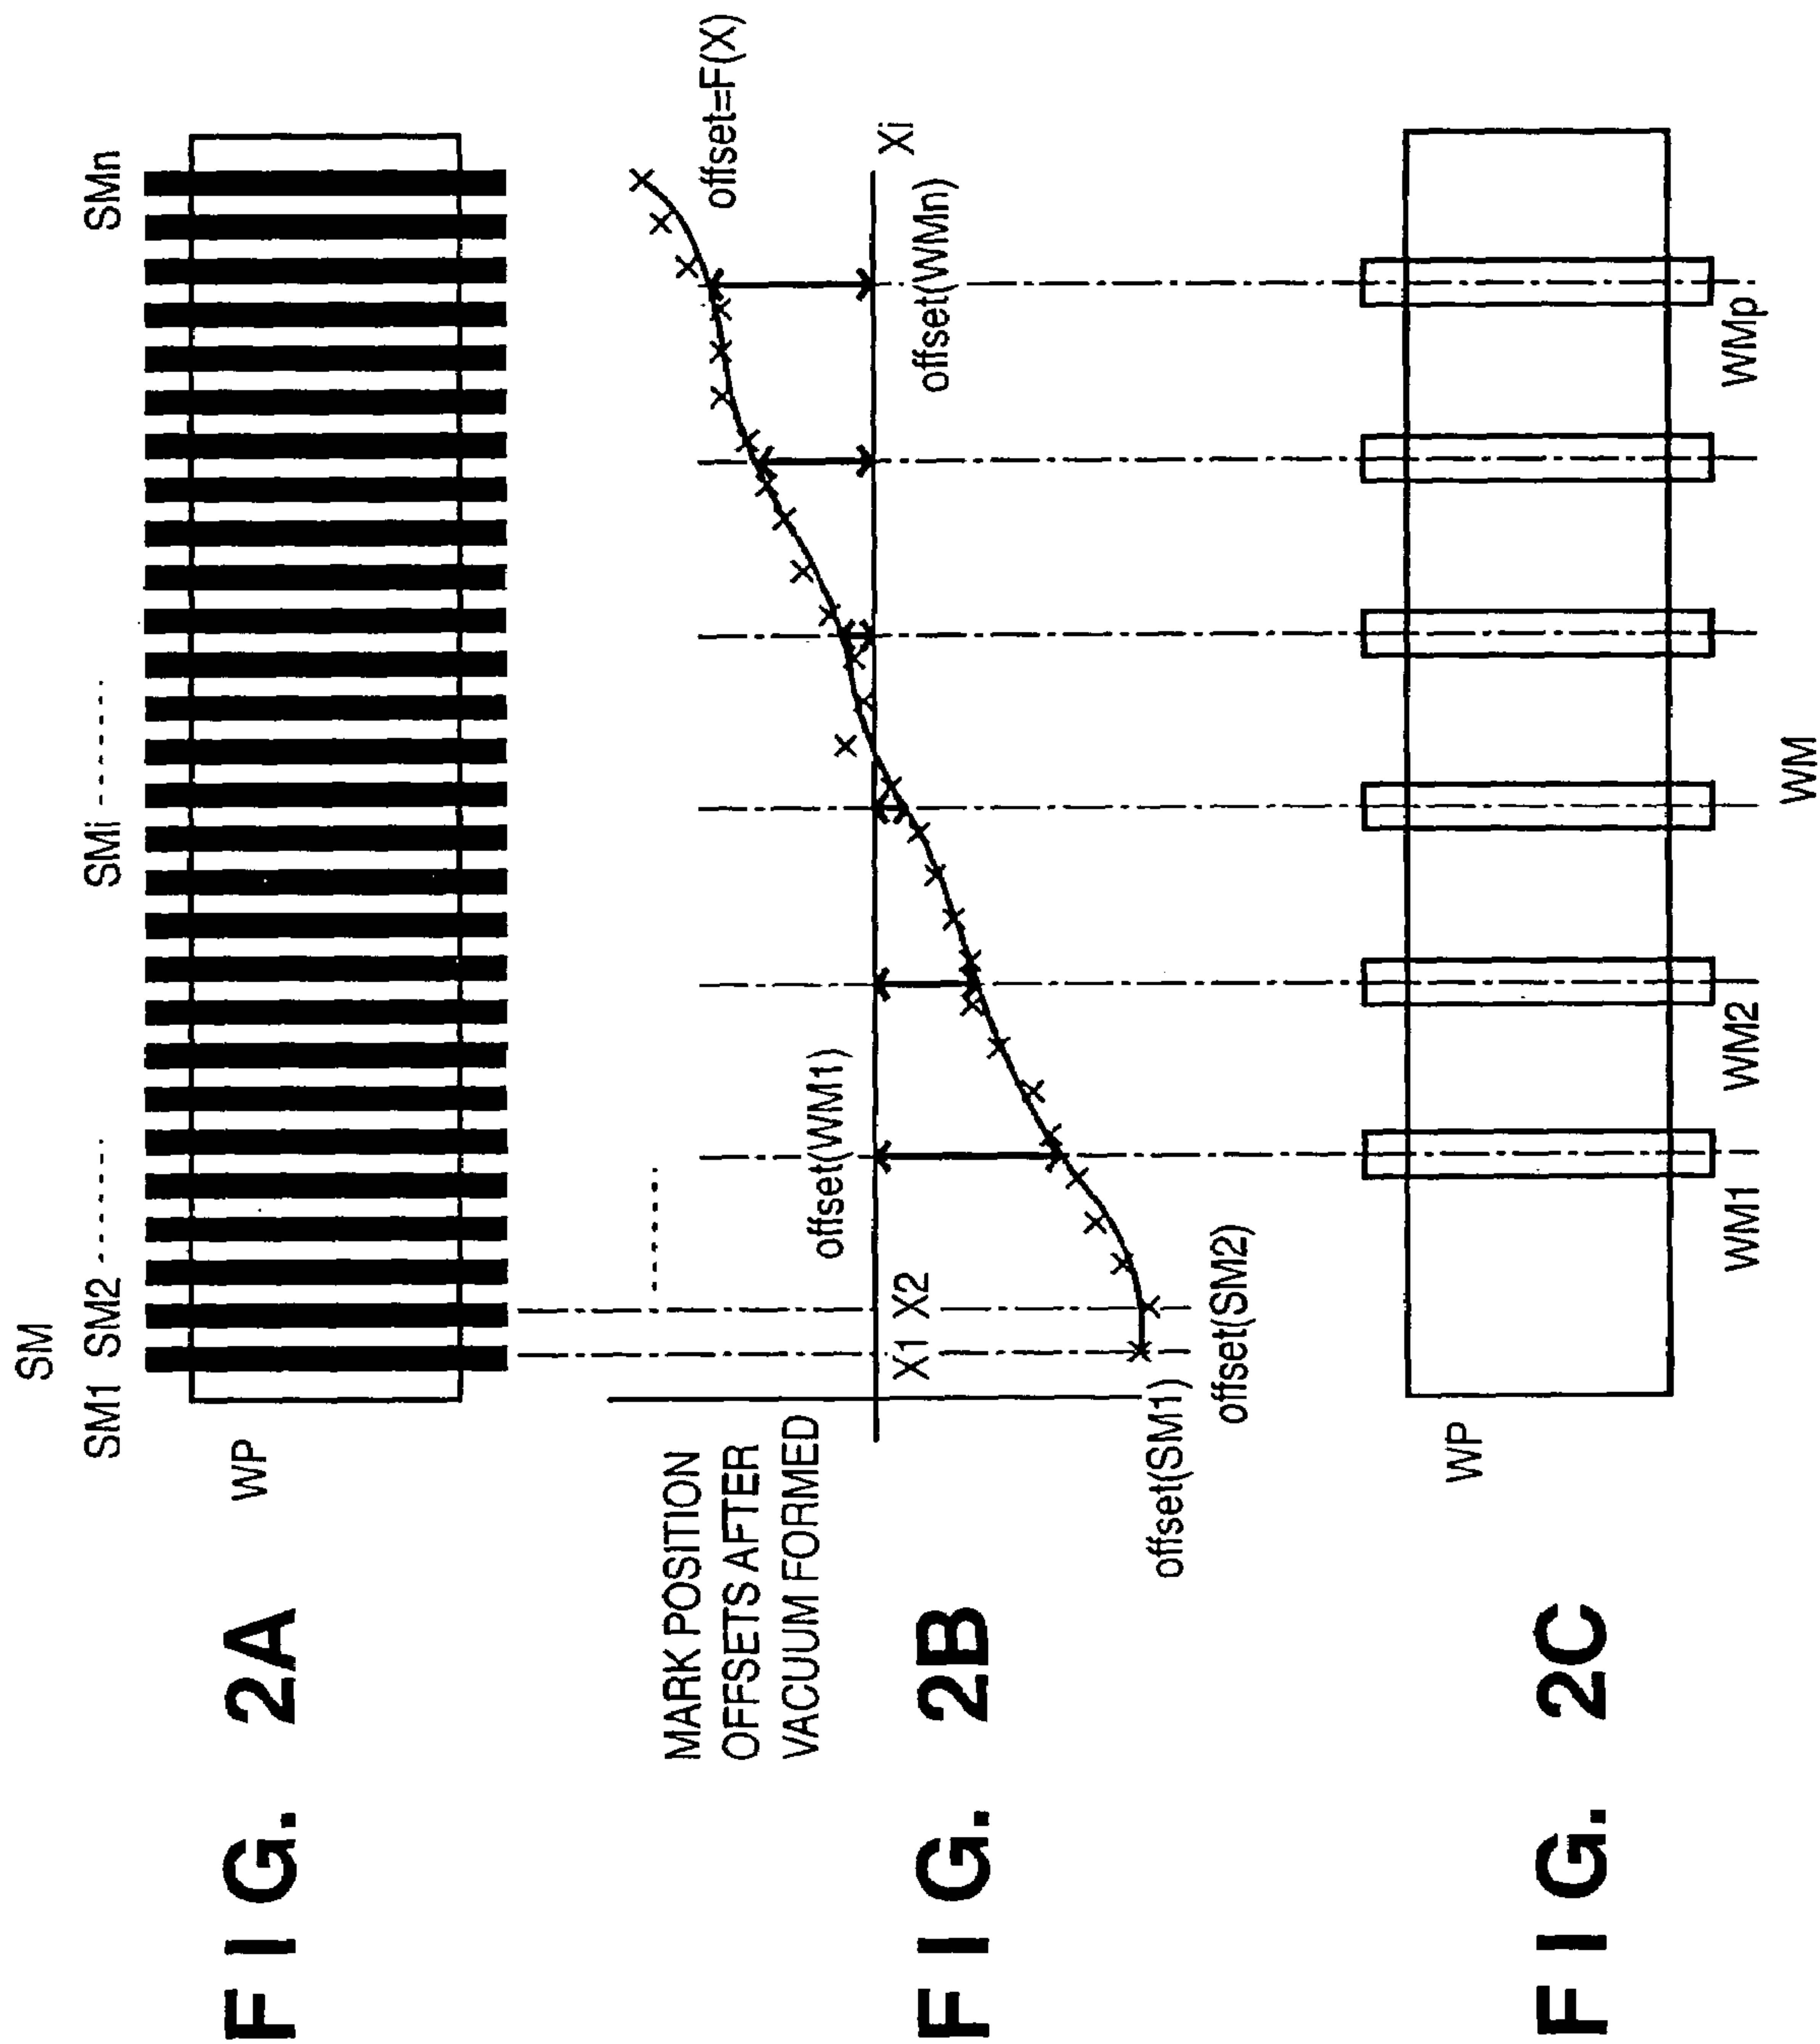 FIG. 2A
SM
SM1 SM2 ------- SMi ------ SMn
WP
FIG. 2B
MARK POSITION
OFFSETS AFTER
VACUUM FORMED
------
offset=F(X)
offset(WM1)
X1 X2
Xi
offset(WMn)
offset(SM1)
offset(SM2)
FIG. 2C
WP
WM1 WM2 WMp
WM